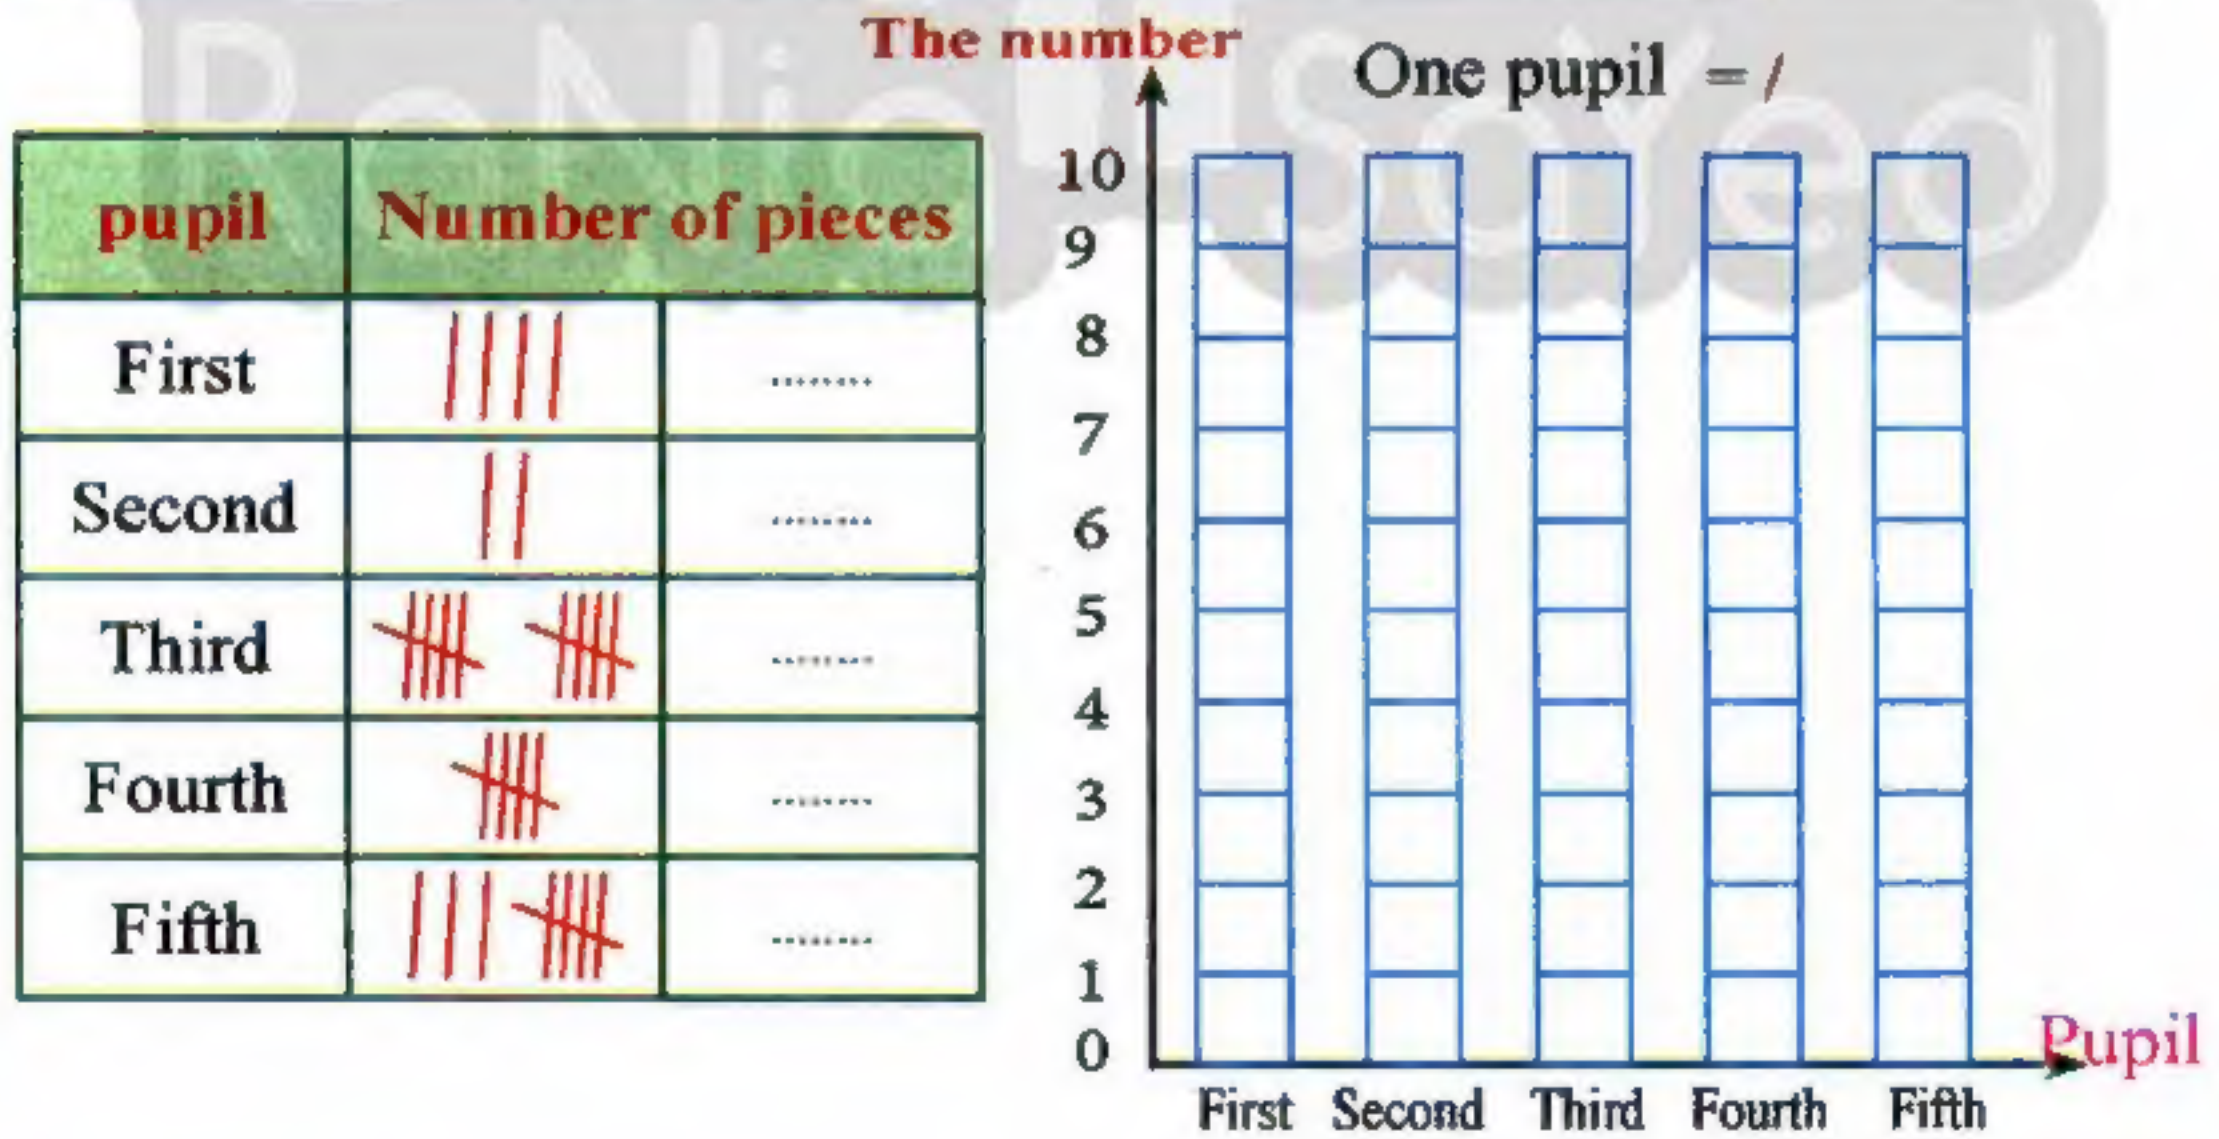 The number
One pupil = /
pupil Number of pieces
First ........
Second ........
Third ........
Fourth ........
Fifth ........
10
9
8
7
6
5
4
3
2
1
0
Pupil
First Second Third Fourth Fifth